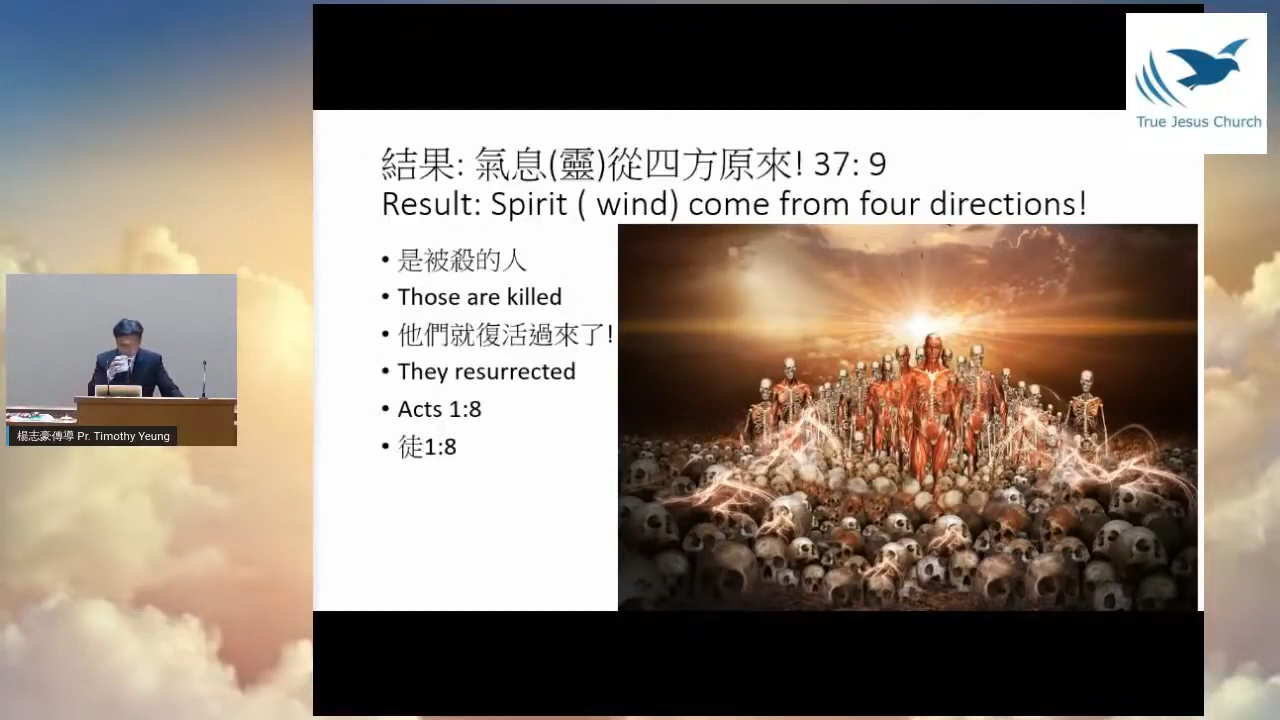 True Jesus Church
結果: 氣息(靈)從四方原來! 37: 9
Result: Spirit ( wind) come from four directions!
• 是被殺的人
• Those are killed
• 他們就復活過來了!
• They resurrected
• Acts 1:8
• 徒1:8
楊志豪傳導 Pr. Timothy Yeung